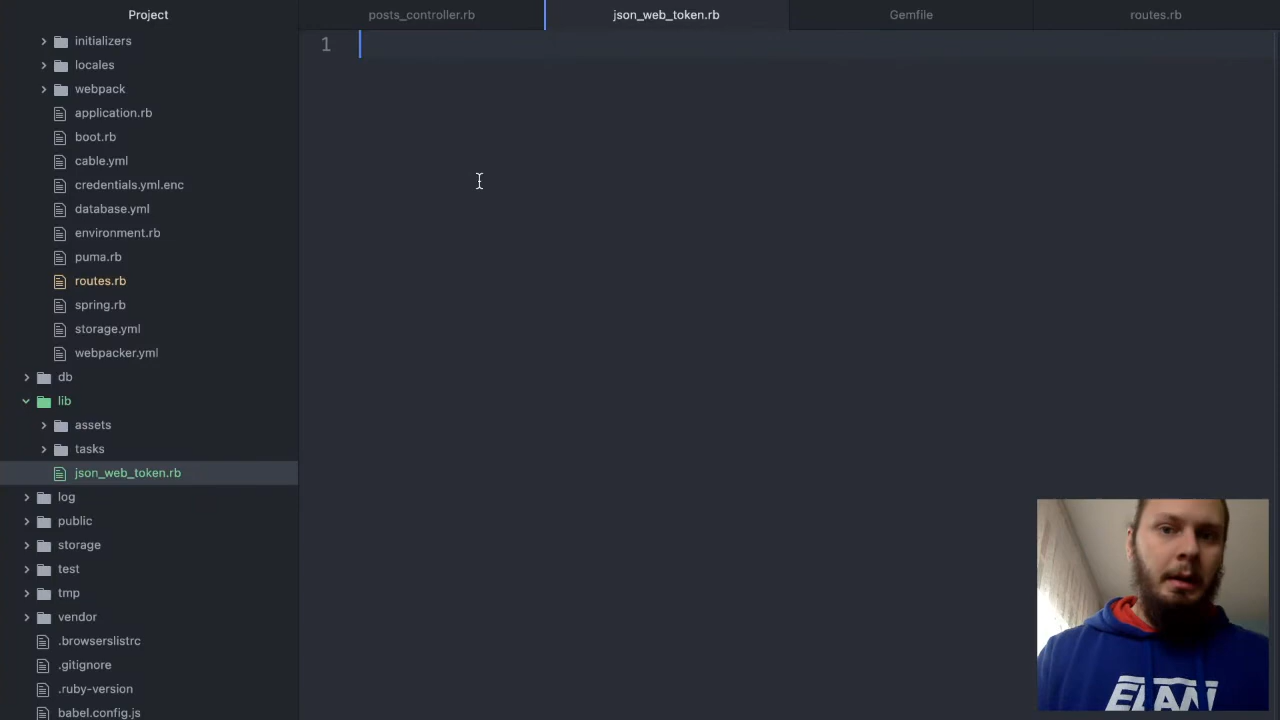 Project
posts_controller.rb
json_web_token.rb
Gemfile
routes.rb
initializers
locales
webpack
application.rb
boot.rb
cable.yml
credentials.yml.enc
database.yml
environment.rb
puma.rb
routes.rb
spring.rb
storage.yml
webpacker.yml
db
lib
assets
tasks
json_web_token.rb
log
public
storage
test
tmp
vendor
.browserslistrc
.gitignore
.ruby-version
babel.config.js
1
ELAN